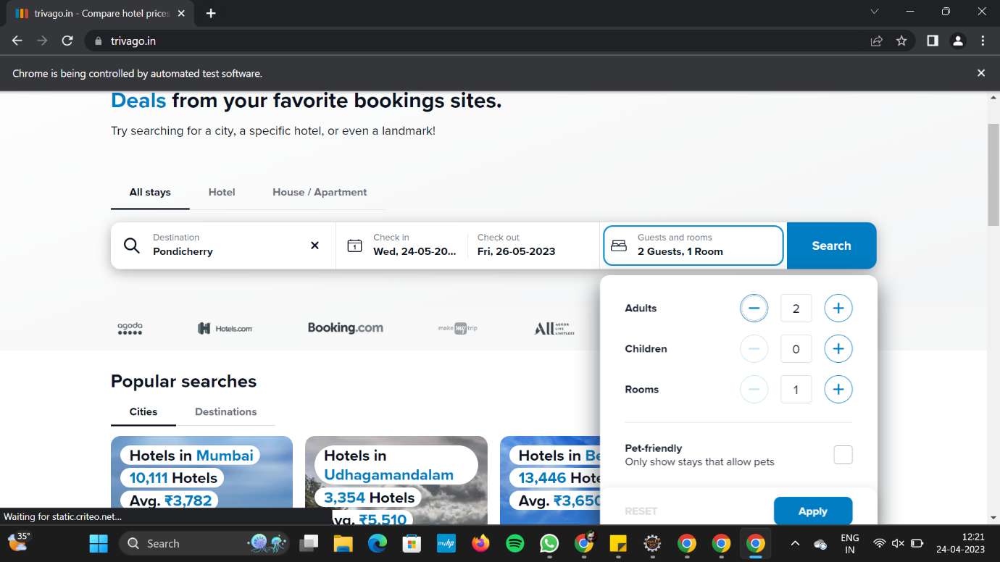 trivago.in - Compare hotel prices
trivago.in
Chrome is being controlled by automated test software.
Deals from your favorite bookings sites.
Try searching for a city, a specific hotel, or even a landmark!
All stays
Hotel
House / Apartment
Destination
Pondicherry
Check in
Wed, 24-05-20...
Check out
Fri, 26-05-2023
Guests and rooms
2 Guests, 1 Room
Search
agoda
Hotels.com
Booking.com
make my trip
ALL ACCOR LIVE LIMITLESS
Adults
2
Children
0
Rooms
1
Pet-friendly
Only show stays that allow pets
RESET
Apply
Popular searches
Cities
Destinations
Hotels in Mumbai
10,111 Hotels
Avg. ₹3,782
Hotels in
Udhagamandalam
3,354 Hotels
Avg. ₹5,510
Hotels in Be
13,446 Hote
Avg. ₹3,650
Waiting for static.criteo.net...
35°
Search
my hp
ENG
IN
12:21
24-04-2023